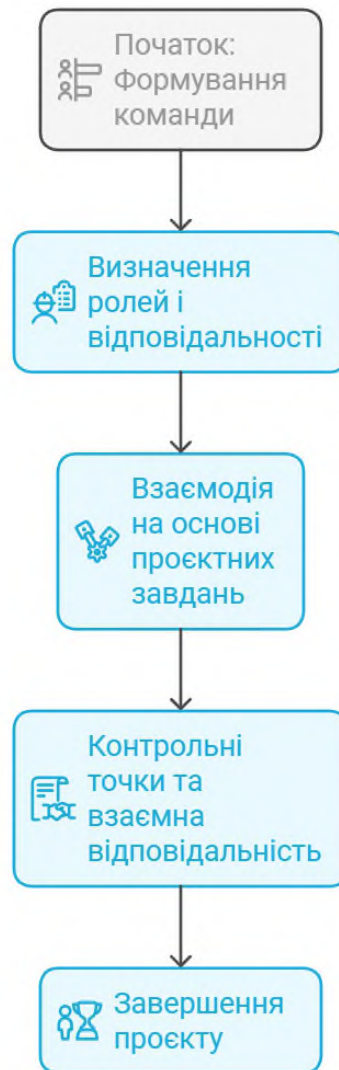 Початок:
Формування
команди
Визначення
ролей і
відповідальності
Взаємодія
на основі
проєктних
завдань
Контрольні
точки та
взаємна
відповідальність
Завершення
проєкту